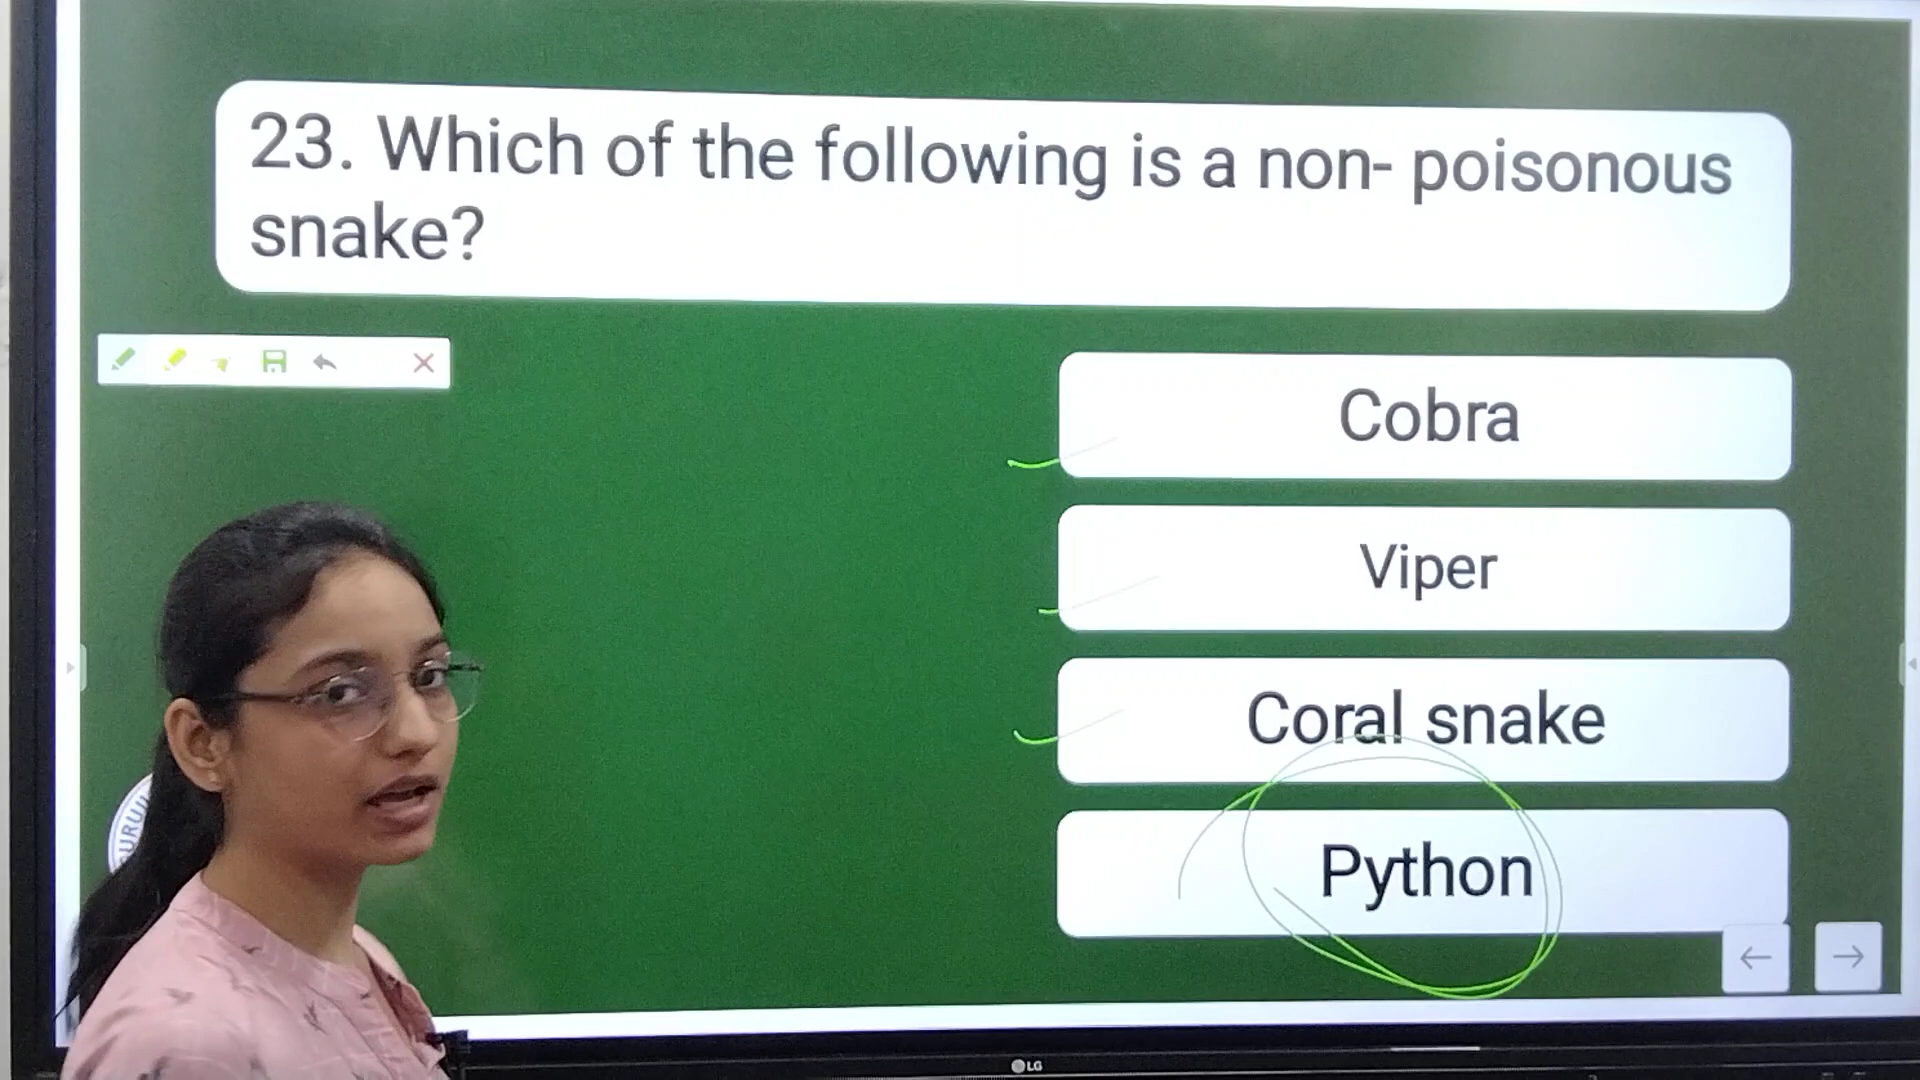 23. Which of the following is a non- poisonous
snake?
Cobra
Viper
Coral snake
Python
LG